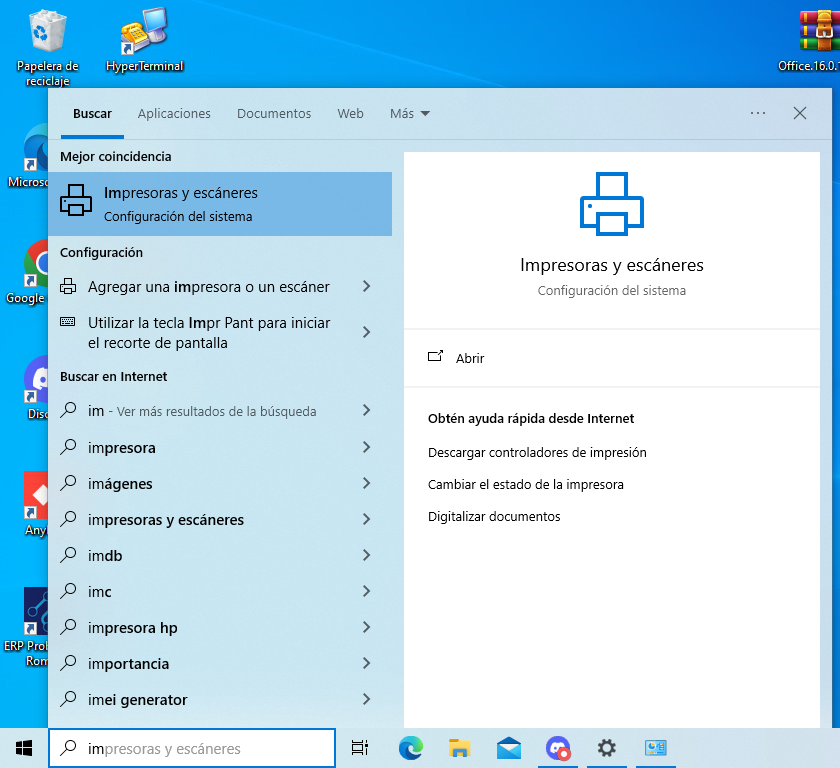 Papelera de
reciclaje
HyperTerminal
Office.16.0.
Buscar
Aplicaciones
Documentos
Web
Más
Microso
Google
Disc
Any
ERP Prob
Rom
Mejor coincidencia
Impresoras y escáneres
Configuración del sistema
Configuración
Agregar una impresora o un escáner
Utilizar la tecla Impr Pant para iniciar
el recorte de pantalla
Buscar en Internet
im - Ver más resultados de la búsqueda
impresora
imágenes
impresoras y escáneres
imdb
imc
impresora hp
importancia
imei generator
Impresoras y escáneres
Configuración del sistema
Abrir
Obtén ayuda rápida desde Internet
Descargar controladores de impresión
Cambiar el estado de la impresora
Digitalizar documentos
impresoras y escáneres